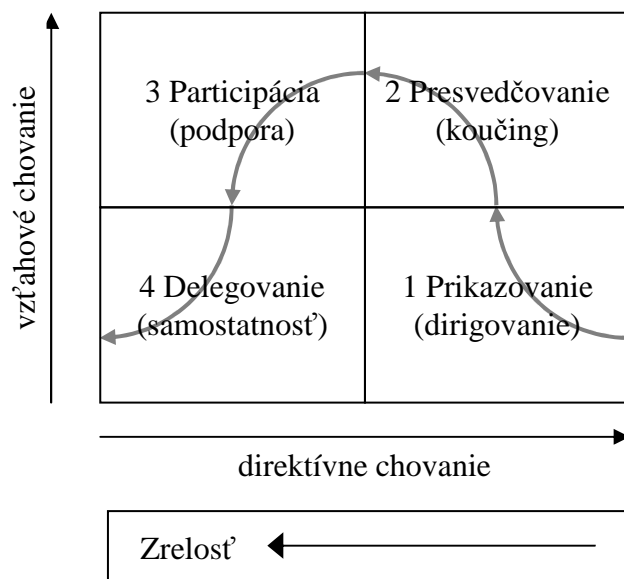 vzťahové chovanie
3 Participácia
(podpora)
2 Presvedčovanie
(koučing)
4 Delegovanie
(samostatnosť)
1 Prikazovanie
(dirigovanie)
direktívne chovanie
Zrelosť